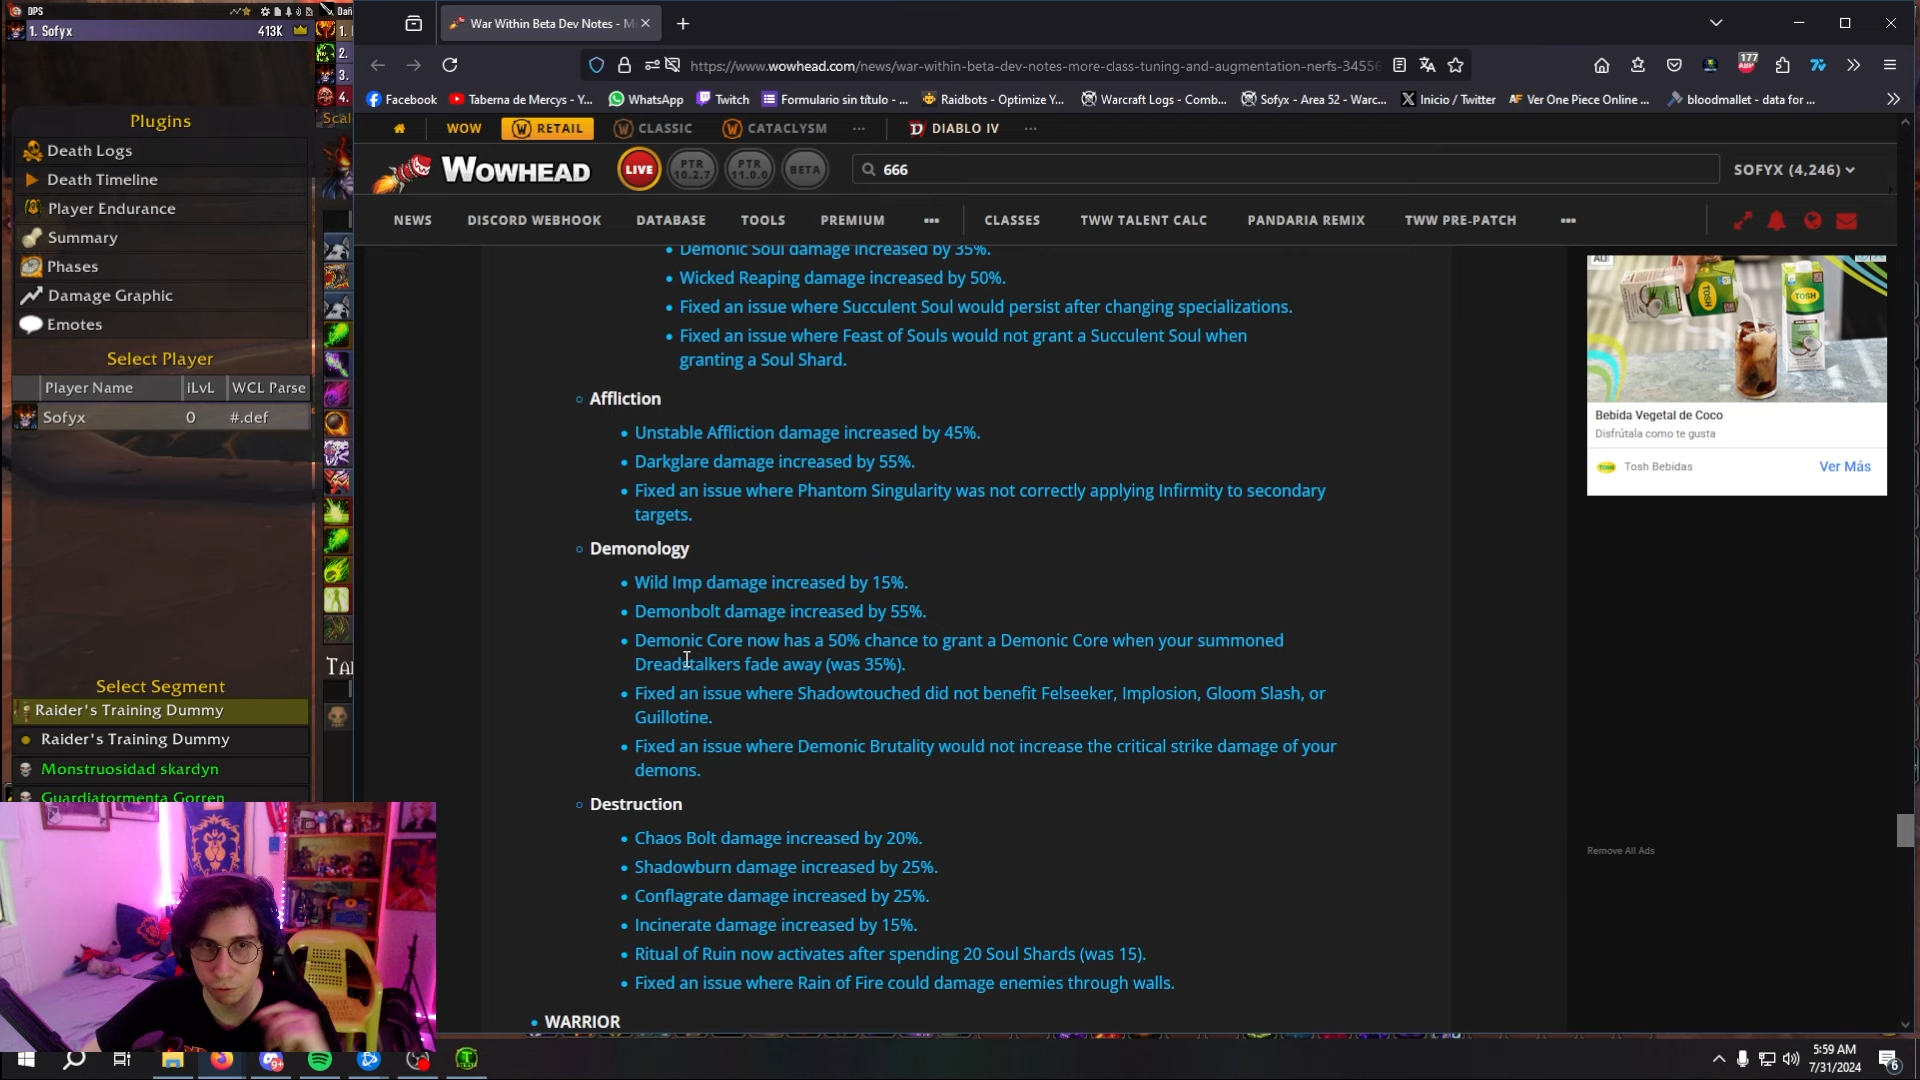 DPS
1. Sofyx 413K
Plugins
Death Logs
Death Timeline
Player Endurance
Summary
Phases
Damage Graphic
Emotes
Select Player
Player Name iLvL WCL Parse
Sofyx 0 #.def
Select Segment
Raider's Training Dummy
Raider's Training Dummy
Monstruosidad skardyn
Guardiatormenta Gorren
1.
2.
3.
4.
War Within Beta Dev Notes - M
https://www.wowhead.com/news/war-within-beta-dev-notes-more-class-tuning-and-augmentation-nerfs-34556
177
Facebook
Taberna de Mercys - Y...
WhatsApp
Twitch
Formulario sin título - ...
Raidbots - Optimize Y...
Warcraft Logs - Comb...
Sofyx - Area 52 - Warc...
Inicio / Twitter
Ver One Piece Online ...
bloodmallet - data for ...
WOW RETAIL CLASSIC CATACLYSM ... DIABLO IV ...
WOWHEAD
LIVE
PTR 10.2.7
PTR 11.0.0
BETA
666
SOFYX (4,246)
NEWS DISCORD WEBHOOK DATABASE TOOLS PREMIUM ... CLASSES TWW TALENT CALC PANDARIA REMIX TWW PRE-PATCH ...
Demonic Soul damage increased by 35%.
Wicked Reaping damage increased by 50%.
Fixed an issue where Succulent Soul would persist after changing specializations.
Fixed an issue where Feast of Souls would not grant a Succulent Soul when
granting a Soul Shard.
Affliction
Unstable Affliction damage increased by 45%.
Darkglare damage increased by 55%.
Fixed an issue where Phantom Singularity was not correctly applying Infirmity to secondary
targets.
Demonology
Wild Imp damage increased by 15%.
Demonbolt damage increased by 55%.
Demonic Core now has a 50% chance to grant a Demonic Core when your summoned
Dreadstalkers fade away (was 35%).
Fixed an issue where Shadowtouched did not benefit Felseeker, Implosion, Gloom Slash, or
Guillotine.
Fixed an issue where Demonic Brutality would not increase the critical strike damage of your
demons.
Destruction
Chaos Bolt damage increased by 20%.
Shadowburn damage increased by 25%.
Conflagrate damage increased by 25%.
Incinerate damage increased by 15%.
Ritual of Ruin now activates after spending 20 Soul Shards (was 15).
Fixed an issue where Rain of Fire could damage enemies through walls.
WARRIOR
TOSH
Bebida Vegetal de Coco
Disfrútala como te gusta
Tosh Bebidas Ver Más
Remove All Ads
5:59 AM
7/31/2024
6